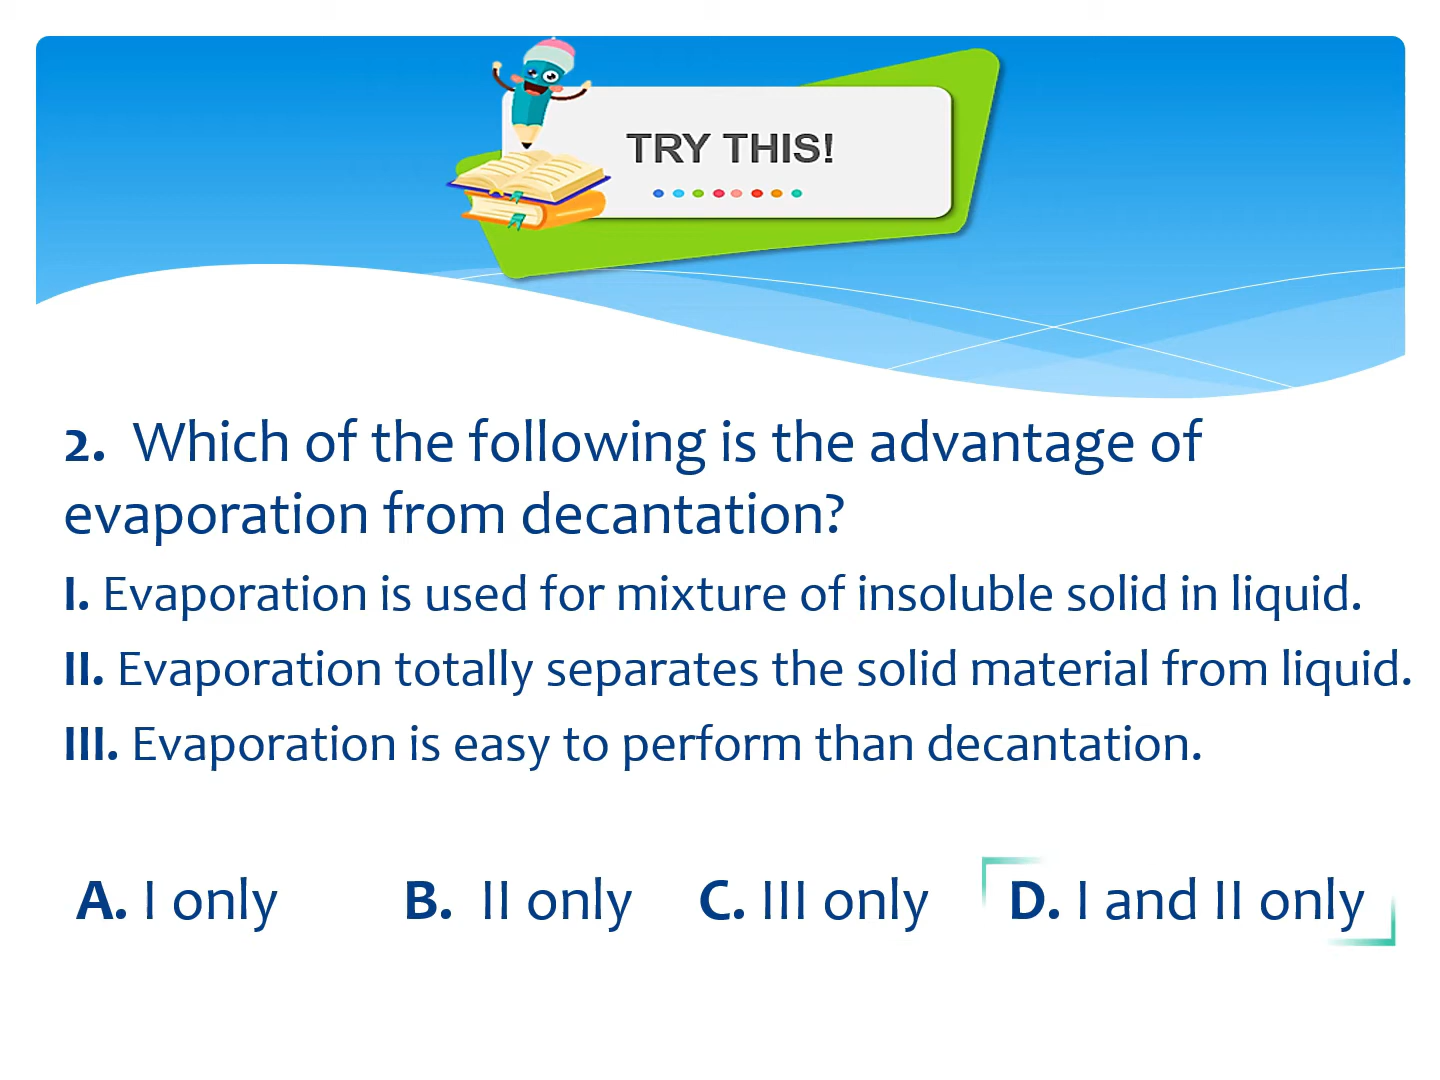 TRY THIS!
2. Which of the following is the advantage of
evaporation from decantation?
I. Evaporation is used for mixture of insoluble solid in liquid.
II. Evaporation totally separates the solid material from liquid.
III. Evaporation is easy to perform than decantation.
A. I only B. II only C. III only D. I and II only